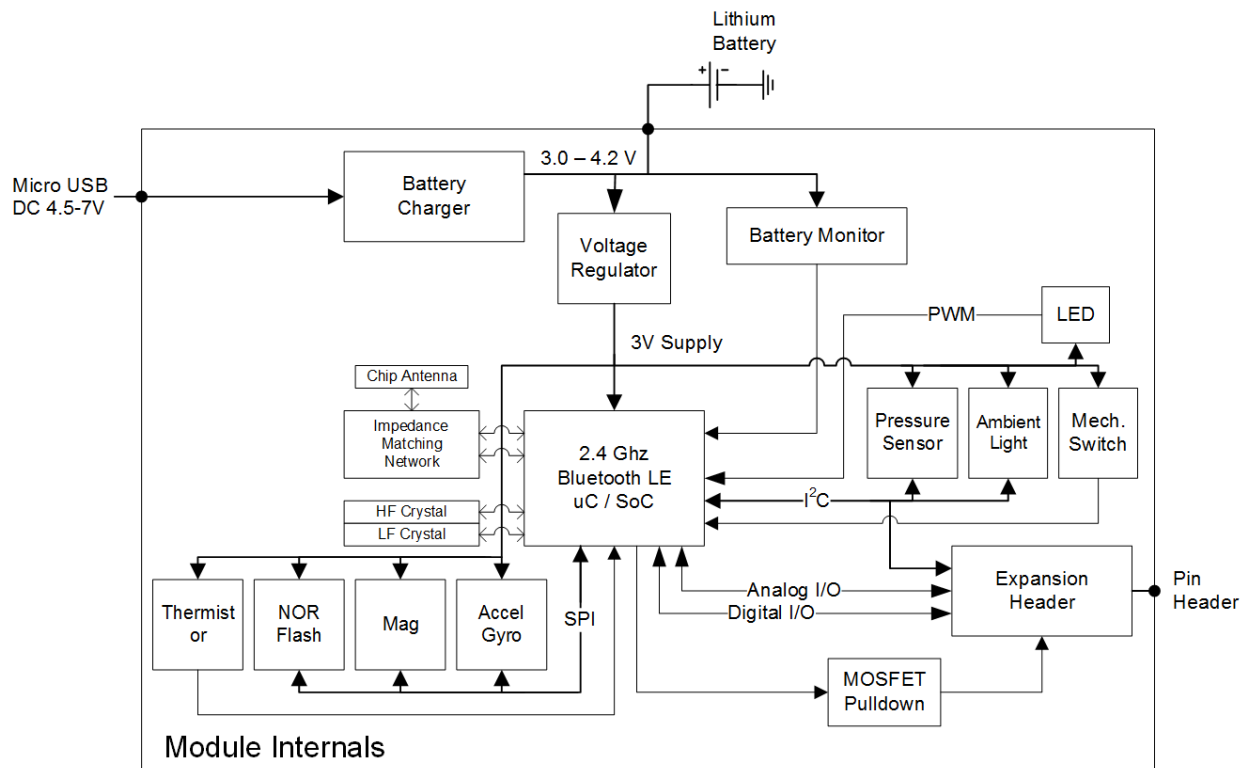 Lithium
Battery
+ −
3.0 – 4.2 V
Micro USB
DC 4.5-7V
Battery
Charger
Voltage
Regulator
Battery Monitor
PWM
LED
3V Supply
Chip Antenna
Impedance
Matching
Network
2.4 Ghz
Bluetooth LE
uC / SoC
Pressure
Sensor
Ambient
Light
Mech.
Switch
I²C
HF Crystal
LF Crystal
Thermist
or
NOR
Flash
Mag
Accel
Gyro
SPI
Analog I/O
Digital I/O
Expansion
Header
Pin
Header
MOSFET
Pulldown
Module Internals